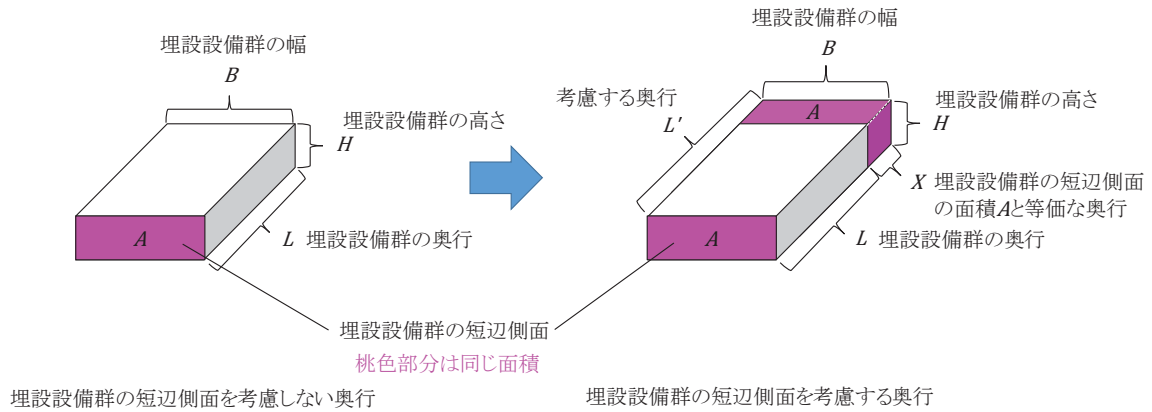 埋設設備群の幅
B
埋設設備群の高さ
H
A
L 埋設設備群の奥行
埋設設備群の幅
B
考慮する奥行
L′
A
埋設設備群の高さ
H
X 埋設設備群の短辺側面
の面積Aと等価な奥行
A
L 埋設設備群の奥行
埋設設備群の短辺側面
桃色部分は同じ面積
埋設設備群の短辺側面を考慮しない奥行
埋設設備群の短辺側面を考慮する奥行